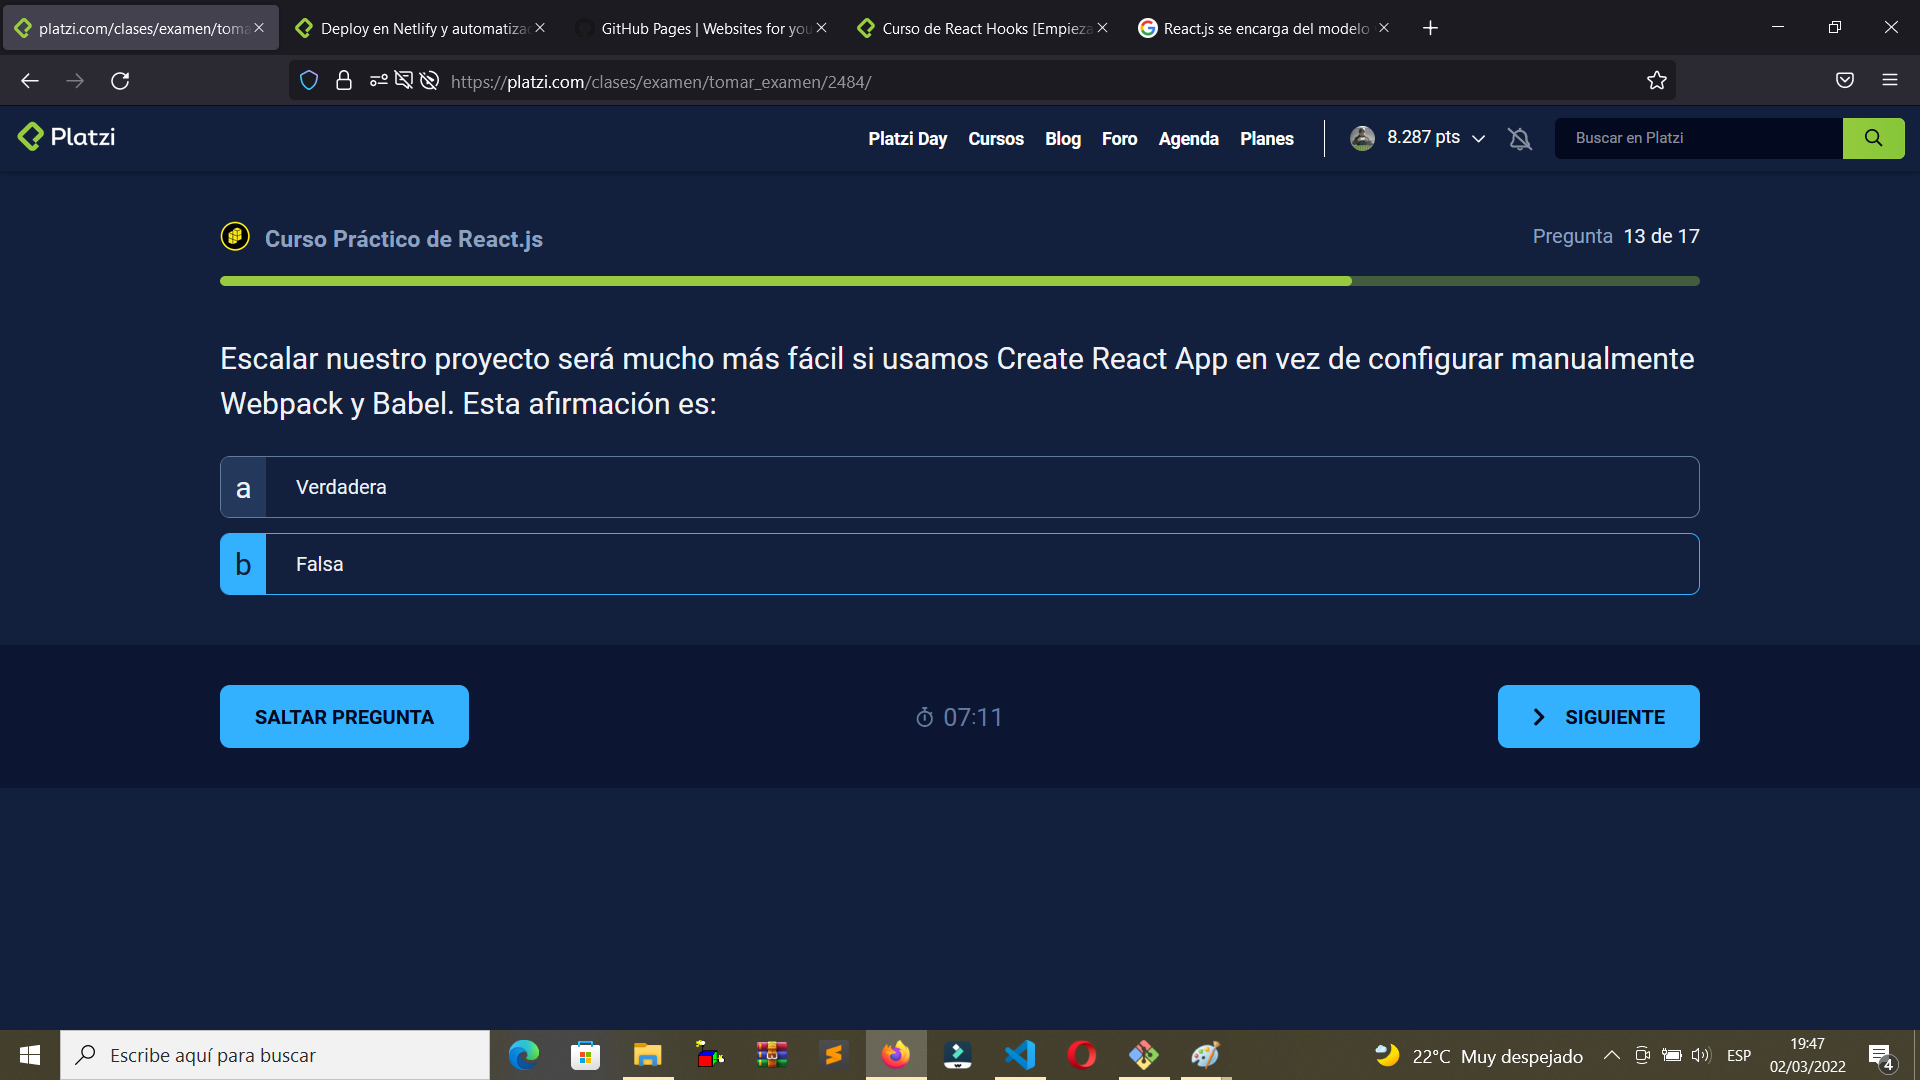 platzi.com/clases/examen/toma
Deploy en Netlify y automatizac
GitHub Pages | Websites for you
Curso de React Hooks [Empieza
React.js se encarga del modelo
https://platzi.com/clases/examen/tomar_examen/2484/
Platzi
Platzi Day
Cursos
Blog
Foro
Agenda
Planes
8.287 pts
Buscar en Platzi
Curso Práctico de React.js
Pregunta 13 de 17
Escalar nuestro proyecto será mucho más fácil si usamos Create React App en vez de configurar manualmente
Webpack y Babel. Esta afirmación es:
a Verdadera
b Falsa
SALTAR PREGUNTA
07:11
SIGUIENTE
Escribe aquí para buscar
22°C Muy despejado
ESP
19:47
02/03/2022
4